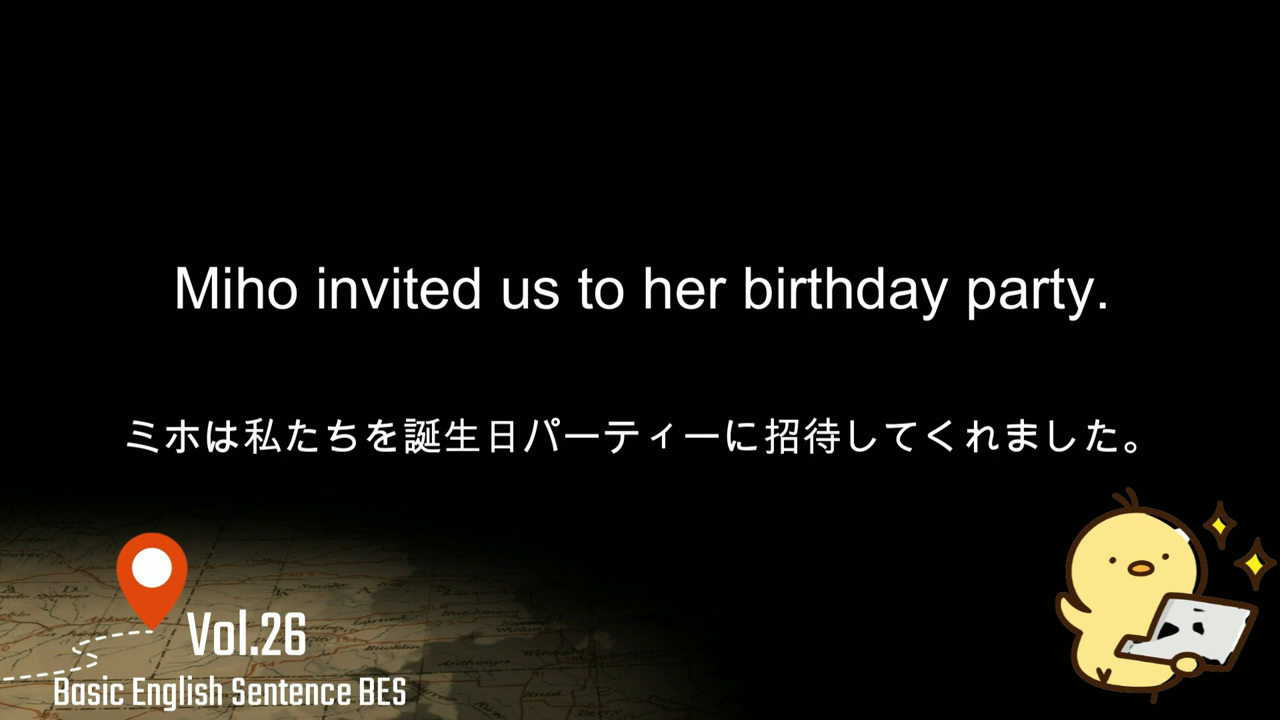 Miho invited us to her birthday party.
ミホは私たちを誕生日パーティーに招待してくれました。
Vol.26
Basic English Sentence BES